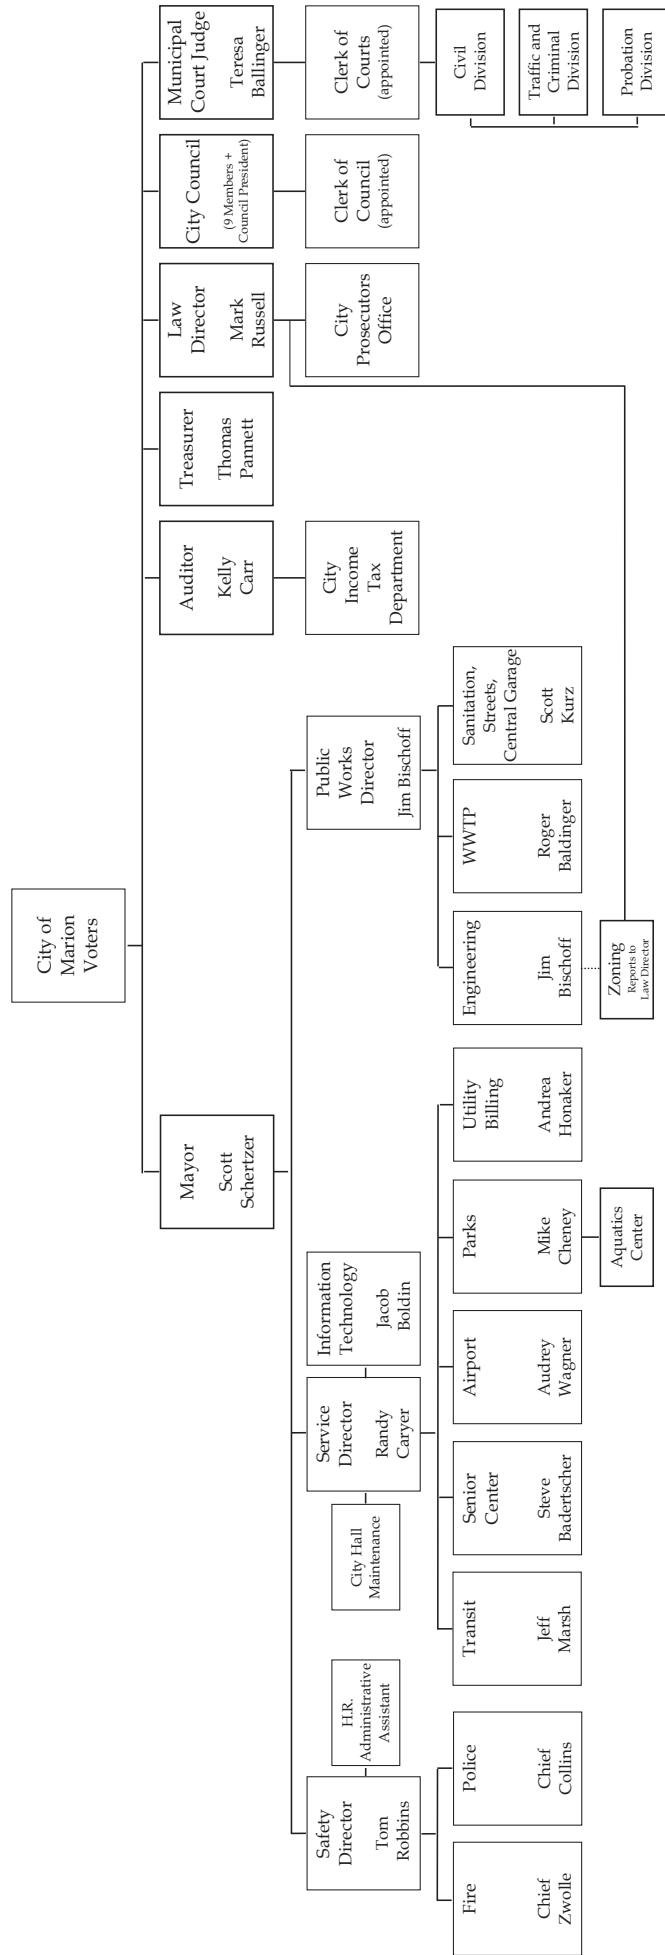 City of
Marion
Voters
Mayor
Scott
Schertzer
Auditor
Kelly
Carr
Treasurer
Thomas
Pannett
Law
Director
Mark
Russell
City Council
(9 Members +
Council President)
Municipal
Court Judge
Teresa
Ballinger
Safety
Director
Tom
Robbins
H.R.
Administrative
Assistant
City Hall
Maintenance
Service
Director
Randy
Caryer
Information
Technology
Jacob
Boldin
Public
Works
Director
Jim Bischoff
City
Income
Tax
Department
City
Prosecutors
Office
Clerk of
Council
(appointed)
Clerk of
Courts
(appointed)
Fire
Chief
Zwolle
Police
Chief
Collins
Transit
Jeff
Marsh
Senior
Center
Steve
Badertscher
Airport
Audrey
Wagner
Parks
Mike
Cheney
Utility
Billing
Andrea
Honaker
Engineering
Jim
Bischoff
WWTP
Roger
Baldinger
Sanitation,
Streets,
Central Garage
Scott
Kurz
Civil
Division
Traffic and
Criminal
Division
Probation
Division
Aquatics
Center
Zoning
Reports to
Law Director